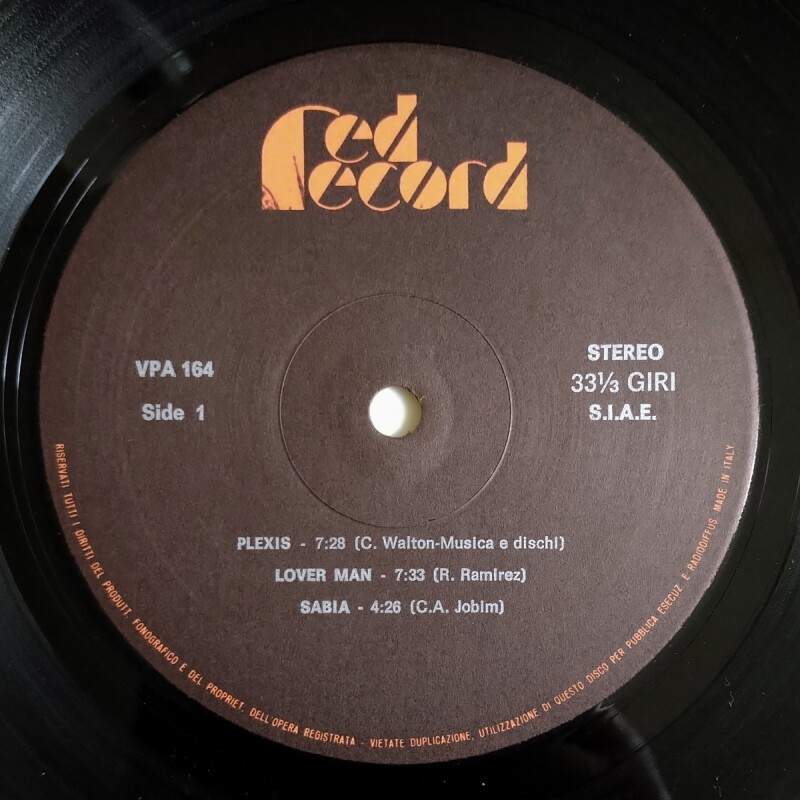 Red
Record
VPA 164
Side 1
STEREO
33⅓ GIRI
S.I.A.E.
PLEXIS - 7:28 (C. Walton-Musica e dischi)
LOVER MAN - 7:33 (R. Ramirez)
SABIA - 4:26 (C.A. Jobim)
RISERVATI TUTTI I DIRITTI DEL PRODUTT. FONOGRAFICO E DEL PROPRIET. DELL'OPERA REGISTRATA - VIETATE DUPLICAZIONE, UTILIZZAZIONE DI QUESTO DISCO PER PUBBLICA ESECUZ. E RADIODIFFUS. MADE IN ITALY